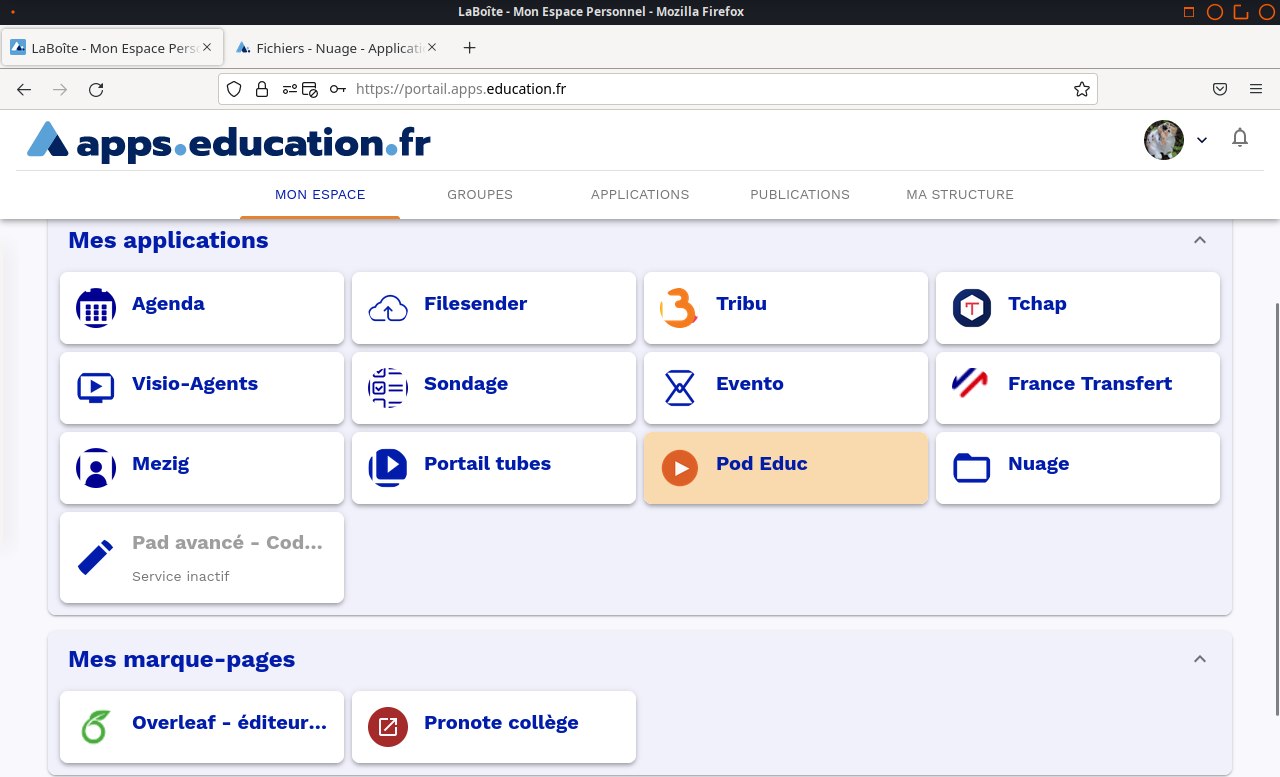 LaBoîte - Mon Espace Personnel - Mozilla Firefox
LaBoîte - Mon Espace Pers
Fichiers - Nuage - Applicati
https://portail.apps.education.fr
apps.education.fr
MON ESPACE
GROUPES
APPLICATIONS
PUBLICATIONS
MA STRUCTURE
Mes applications
Agenda
Filesender
Tribu
Tchap
Visio-Agents
Sondage
Evento
France Transfert
Mezig
Portail tubes
Pod Educ
Nuage
Pad avancé - Cod...
Service inactif
Mes marque-pages
Overleaf - éditeur...
Pronote collège